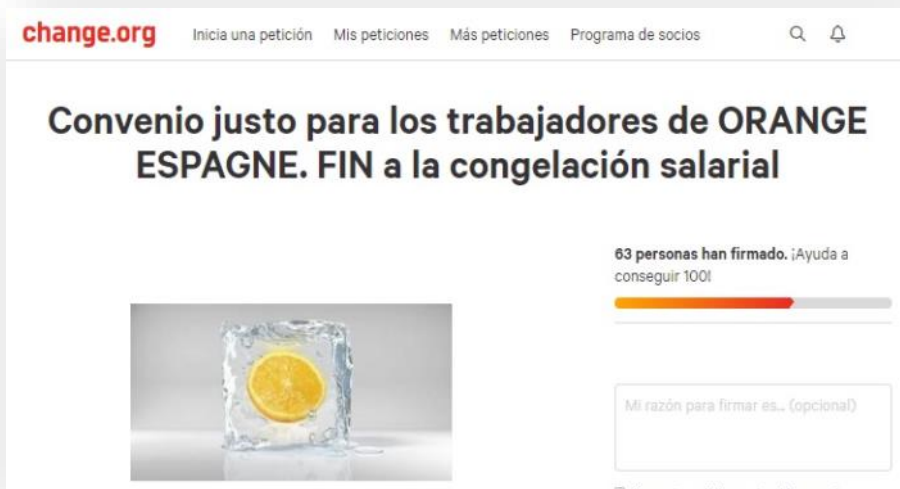 change.org
Inicia una petición Mis peticiones Más peticiones Programa de socios
Convenio justo para los trabajadores de ORANGE
ESPAGNE. FIN a la congelación salarial
63 personas han firmado. ¡Ayuda a
conseguir 100!
Mi razón para firmar es... (opcional)